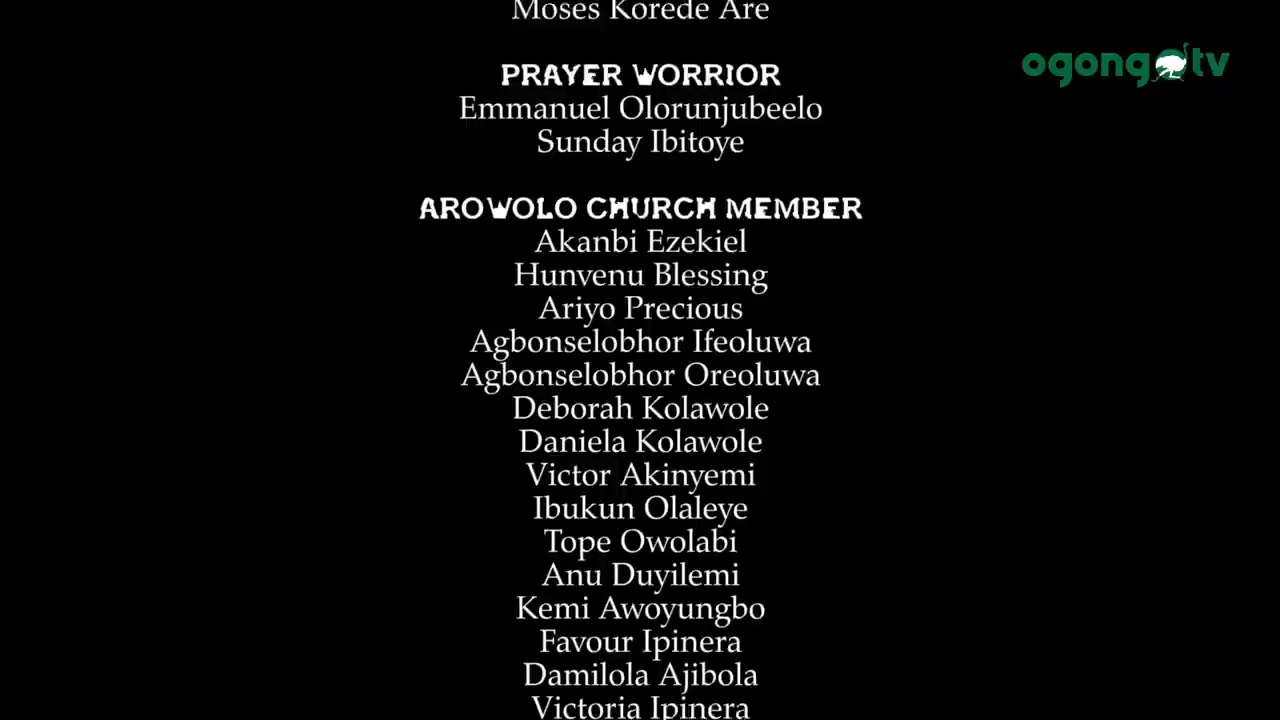 Moses Korede Are
ogongo tv
PRAYER WORRIOR
Emmanuel Olorunjubeelo
Sunday Ibitoye
AROWOLO CHURCH MEMBER
Akanbi Ezekiel
Hunvenu Blessing
Ariyo Precious
Agbonselobhor Ifeoluwa
Agbonselobhor Oreoluwa
Deborah Kolawole
Daniela Kolawole
Victor Akinyemi
Ibukun Olaleye
Tope Owolabi
Anu Duyilemi
Kemi Awoyungbo
Favour Ipinera
Damilola Ajibola
Victoria Ipinera